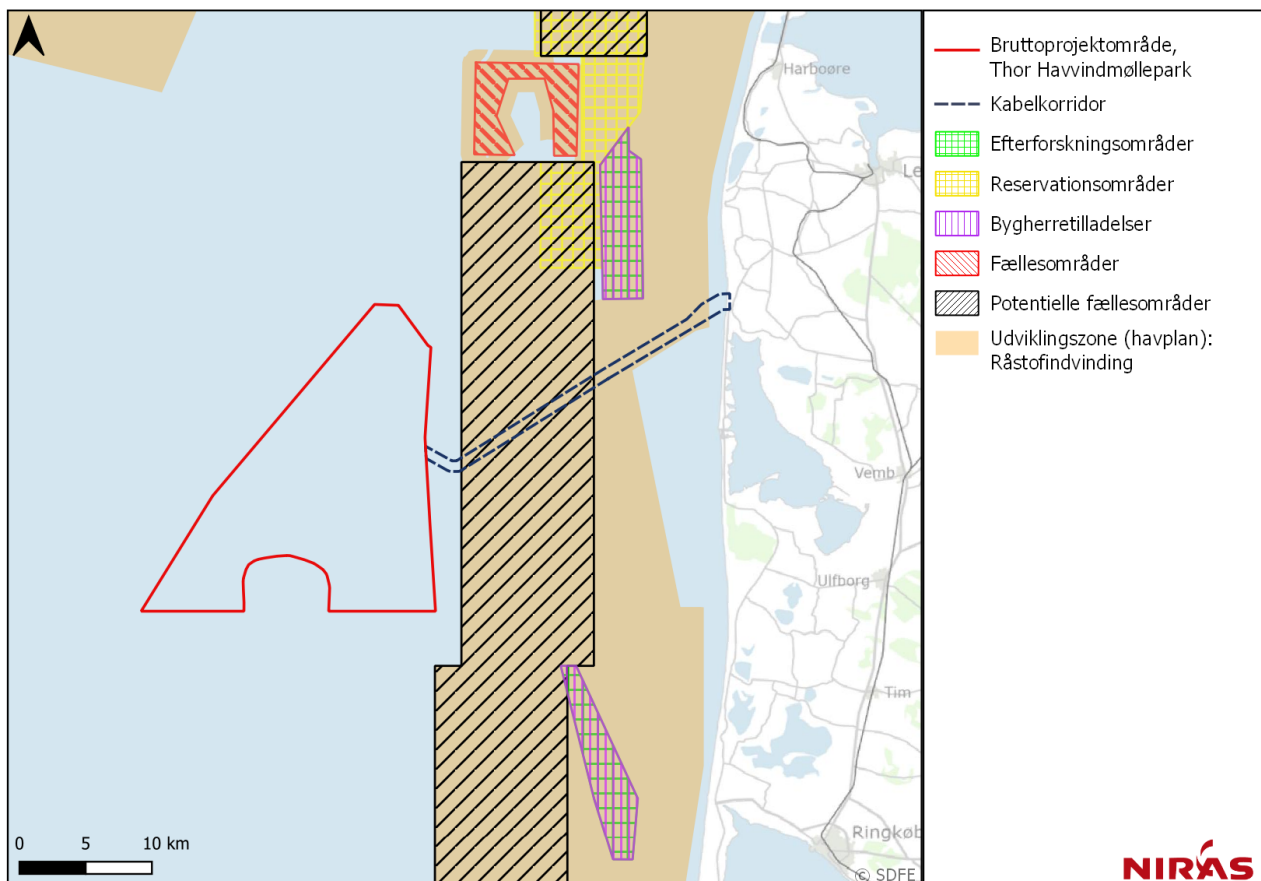 Harboøre
Le
Vemb
Ulfborg
Tim
Ringkøb
0 5 10 km
© SDFE
Bruttoprojektområde,
Thor Havvindmøllepark
Kabelkorridor
Efterforskningsområder
Reservationsområder
Bygherretilladelser
Fællesområder
Potentielle fællesområder
Udviklingszone (havplan):
Råstofindvinding
NIRAS